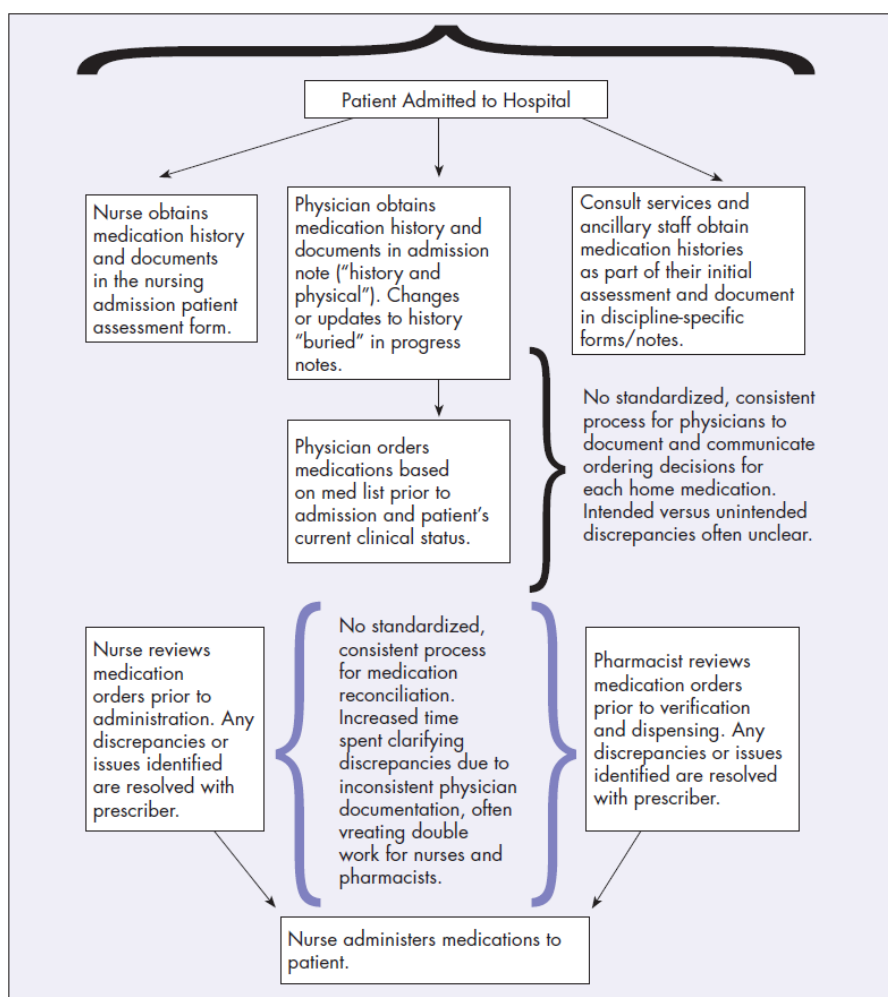 Patient Admitted to Hospital
Nurse obtains
medication history
and documents
in the nursing
admission patient
assessment form.
Physician obtains
medication history and
documents in admission
note (“history and
physical”). Changes
or updates to history
“buried” in progress
notes.
Consult services and
ancillary staff obtain
medication histories
as part of their initial
assessment and document
in discipline-specific
forms/notes.
No standardized, consistent
process for physicians to
document and communicate
ordering decisions for
each home medication.
Intended versus unintended
discrepancies often unclear.
Physician orders
medications based
on med list prior to
admission and patient’s
current clinical status.
Nurse reviews
medication
orders prior to
administration. Any
discrepancies or
issues identified
are resolved with
prescriber.
No standardized,
consistent process
for medication
reconciliation.
Increased time
spent clarifying
discrepancies due to
inconsistent physician
documentation, often
vreating double
work for nurses and
pharmacists.
Pharmacist reviews
medication orders
prior to verification
and dispensing. Any
discrepancies or issues
identified are resolved
with prescriber.
Nurse administers medications to
patient.